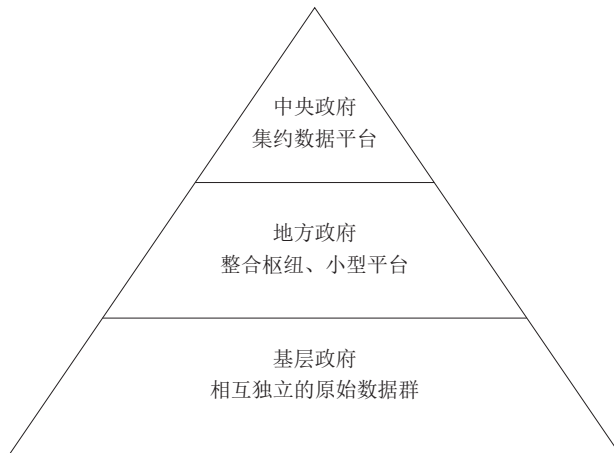 中央政府
集约数据平台
地方政府
整合枢纽、小型平台
基层政府
相互独立的原始数据群